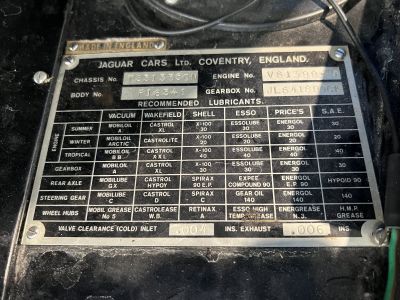 MADE IN ENGLAND
JAGUAR CARS LTD. COVENTRY, ENGLAND.
CHASSIS No. ENGINE No.
BODY No. GEARBOX No.
RECOMMENDED LUBRICANTS.
VACUUM WAKEFIELD SHELL ESSO PRICE'S S.A.E.
ENGINE
SUMMER MOBILOIL A CASTROL XL X-100 30 ESSOLUBE 30 ENERGOL 30 30
WINTER MOBILOIL ARCTIC CASTROLITE X-100 20 ESSOLUBE 20 ENERGOL 20 20
TROPICAL MOBILOIL BB CASTROL XXL X-100 40 ESSOLUBE 40 ENERGOL 40
GEARBOX MOBILOIL A CASTROL XL X-100 30 ESSOLUBE 30 ENERGOL 30 30
REAR AXLE MOBILUBE GX CASTROL HYPOY SPIRAX 90 E.P. EXPEE COMPOUND 90 ENERGOL E.P. 90 HYPOID 90
STEERING GEAR MOBILUBE C CASTROL D SPIRAX C GEAR OIL 140 ENERGOL 140 140
WHEEL HUBS MOBIL GREASE No 5 CASTROLEASE W.B. RETINAX A ESSO HIGH TEMP. GREASE ENERGREASE N.3. H.M.P. GREASE
VALVE CLEARANCE (COLD) INLET .004 INS. EXHAUST .006 INS